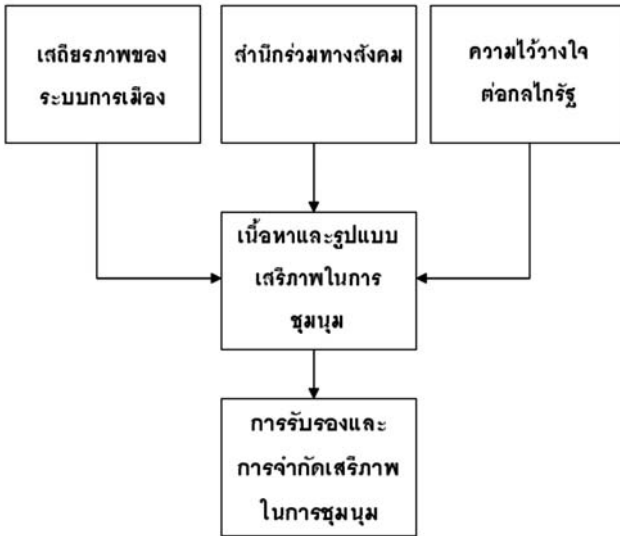 เสถียรภาพของ
ระบบการเมือง
สำนึกร่วมทางสังคม
ความไว้วางใจ
ต่อกลไกรัฐ
เนื้อหาและรูปแบบ
เสรีภาพในการ
ชุมนุม
การรับรองและ
การจำกัดเสรีภาพ
ในการชุมนุม